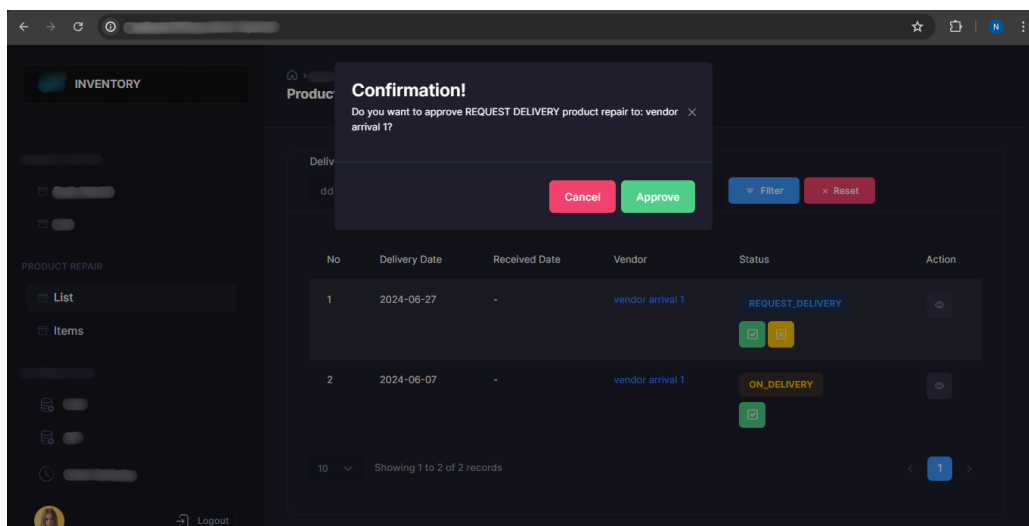 N
INVENTORY
Confirmation!
Do you want to approve REQUEST DELIVERY product repair to: vendor
arrival 1?
Cancel
Approve
Produc
Deliv
dd
Filter
× Reset
PRODUCT REPAIR
List
Items
No Delivery Date Received Date Vendor Status Action
1 2024-06-27 - vendor arrival 1 REQUEST_DELIVERY
2 2024-06-07 - vendor arrival 1 ON_DELIVERY
10 Showing 1 to 2 of 2 records < 1 >
Logout